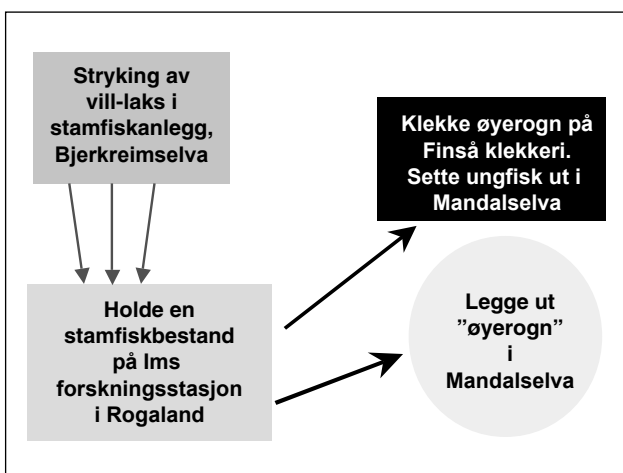 Stryking av
vill-laks i
stamfiskanlegg,
Bjerkreimselva
Klekke øyerogn på
Finså klekkeri.
Sette ungfisk ut i
Mandalselva
Holde en
stamfiskbestand
på Ims
forskningsstasjon
i Rogaland
Legge ut
”øyerogn”
i
Mandalselva